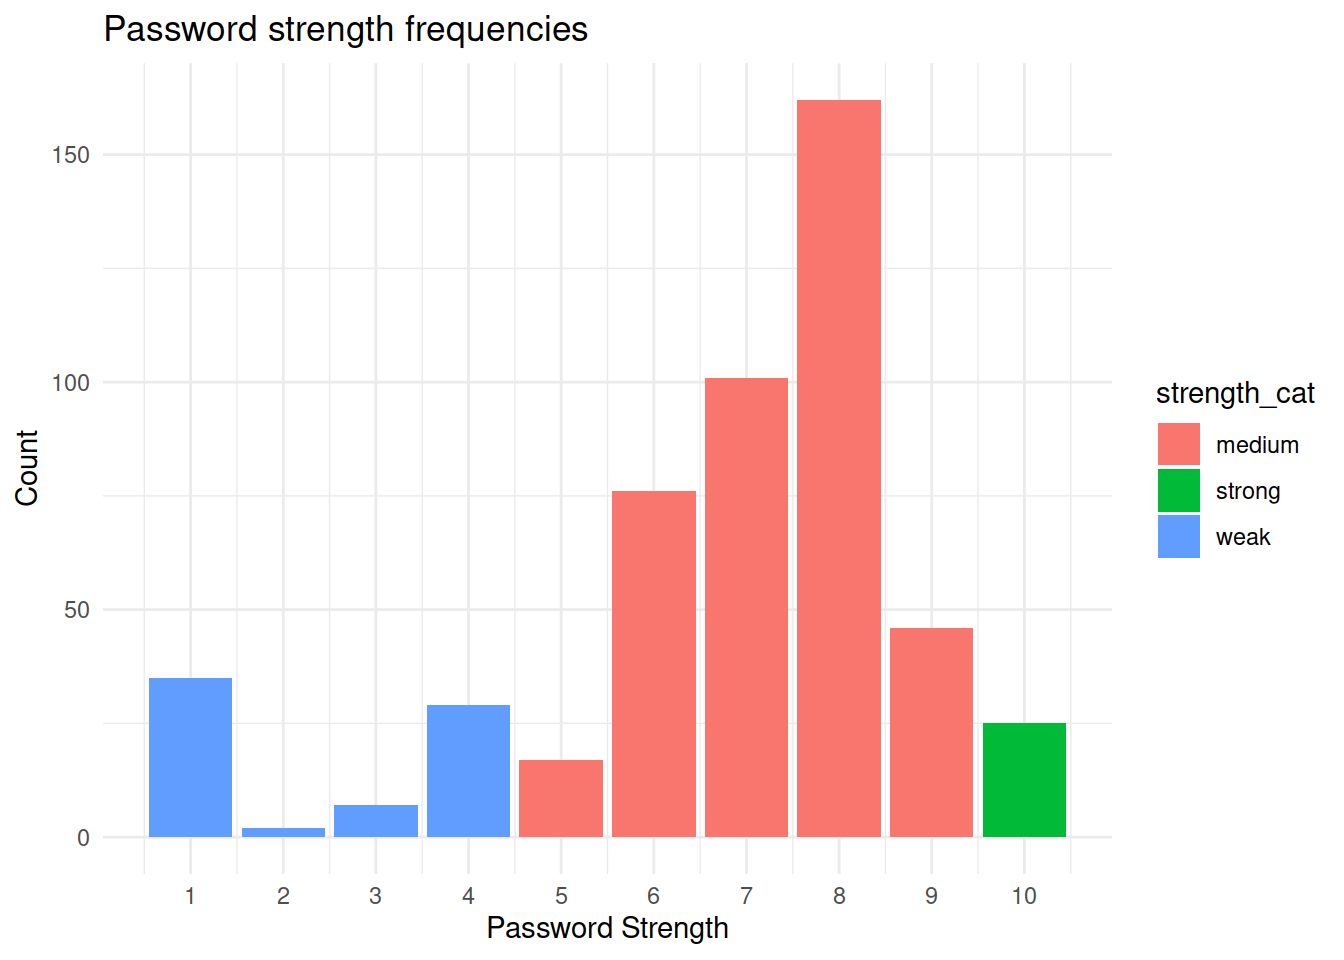 Password strength frequencies
150
100
50
0
Count
1 2 3 4 5 6 7 8 9 10
Password Strength
strength_cat
medium
strong
weak